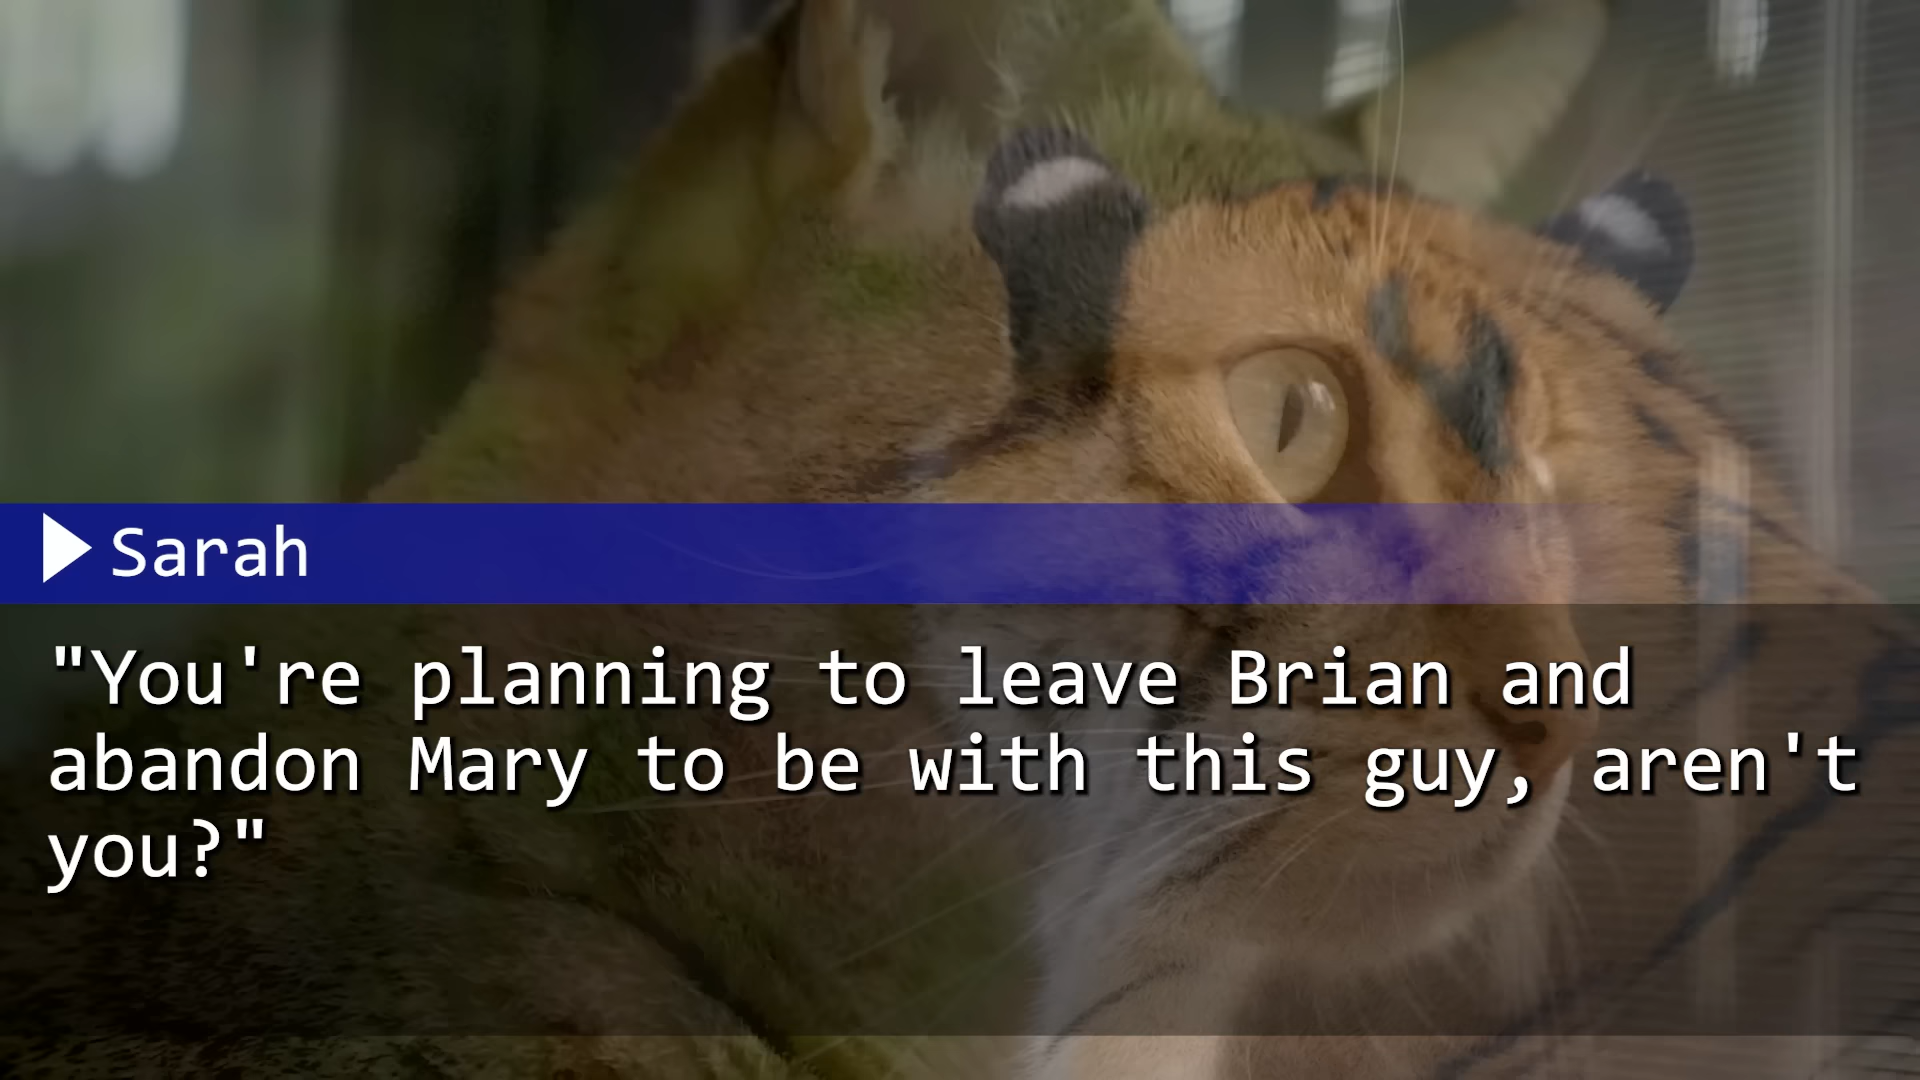 Sarah
"You're planning to leave Brian and
abandon Mary to be with this guy, aren't
you?"